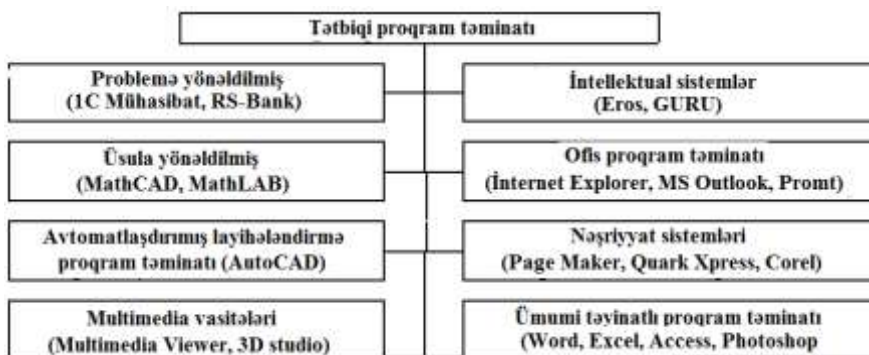 Tətbiqi proqram təminatı
Problemə yönəldilmiş
(1C Mühasibat, RS-Bank)
İntellektual sistemlər
(Eros, GURU)
Üsula yönəldilmiş
(MathCAD, MathLAB)
Ofis proqram təminatı
(İnternet Explorer, MS Outlook, Promt)
Avtomatlaşdırımış layihələndirmə
proqram təminatı (AutoCAD)
Nəşriyyat sistemləri
(Page Maker, Quark Xpress, Corel)
Multimedia vasitələri
(Multimedia Viewer, 3D studio)
Ümumi təyinatlı proqram təminatı
(Word, Excel, Access, Photoshop